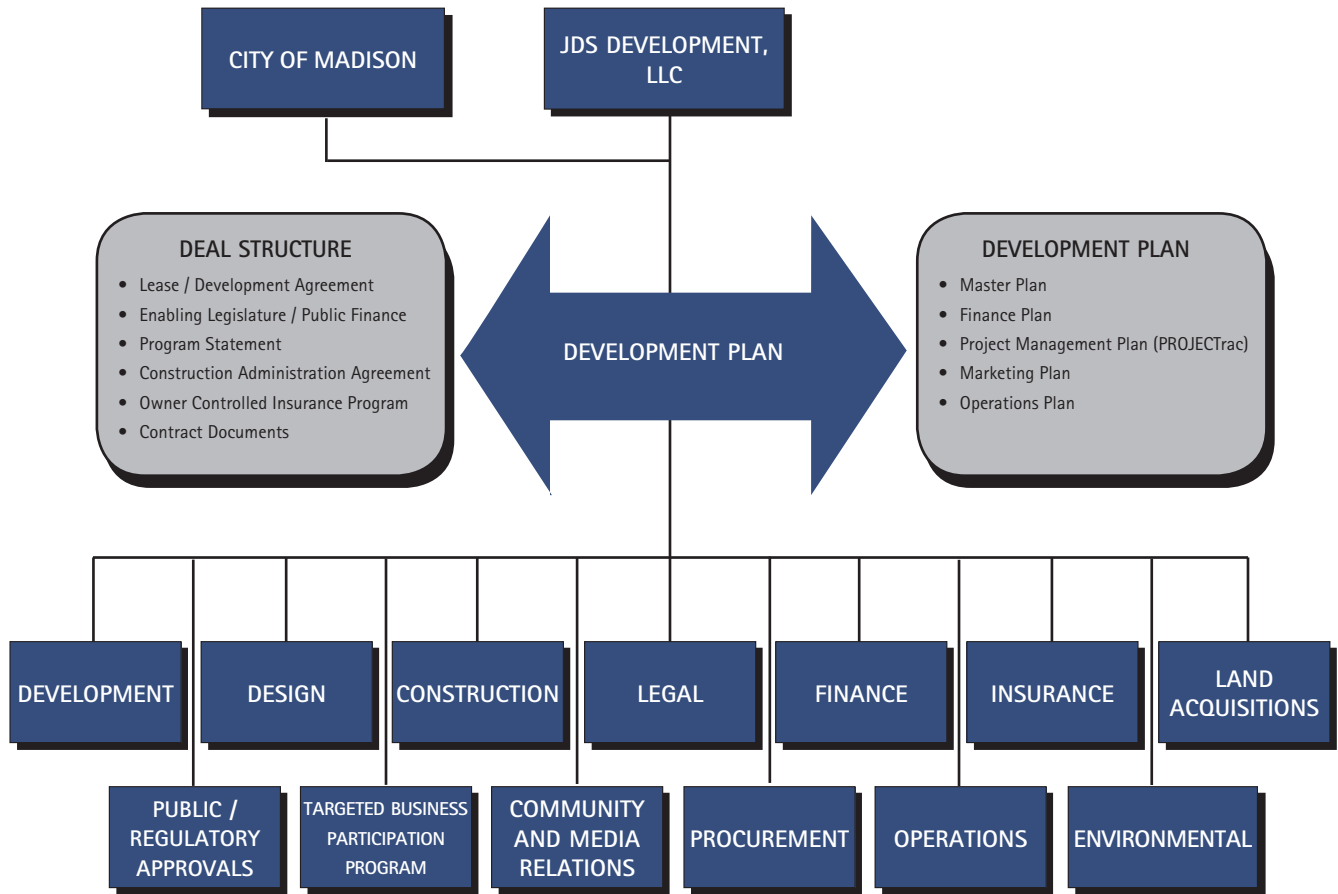 CITY OF MADISON
JDS DEVELOPMENT,
LLC
DEAL STRUCTURE
• Lease / Development Agreement
• Enabling Legislature / Public Finance
• Program Statement
• Construction Administration Agreement
• Owner Controlled Insurance Program
• Contract Documents
DEVELOPMENT PLAN
DEVELOPMENT PLAN
• Master Plan
• Finance Plan
• Project Management Plan (PROJECTrac)
• Marketing Plan
• Operations Plan
DEVELOPMENT
DESIGN
CONSTRUCTION
LEGAL
FINANCE
INSURANCE
LAND
ACQUISITIONS
PUBLIC /
REGULATORY
APPROVALS
TARGETED BUSINESS
PARTICIPATION
PROGRAM
COMMUNITY
AND MEDIA
RELATIONS
PROCUREMENT
OPERATIONS
ENVIRONMENTAL